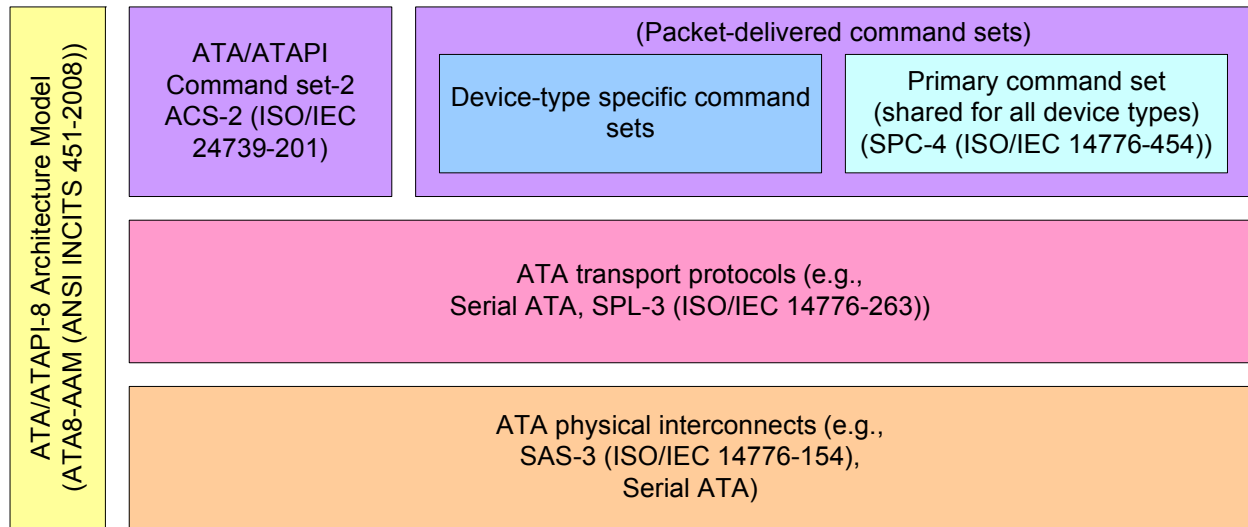 ATA/ATAPI-8 Architecture Model
(ATA8-AAM (ANSI INCITS 451-2008))
ATA/ATAPI
Command set-2
ACS-2 (ISO/IEC
24739-201)
(Packet-delivered command sets)
Device-type specific command
sets
Primary command set
(shared for all device types)
(SPC-4 (ISO/IEC 14776-454))
ATA transport protocols (e.g.,
Serial ATA, SPL-3 (ISO/IEC 14776-263))
ATA physical interconnects (e.g.,
SAS-3 (ISO/IEC 14776-154),
Serial ATA)